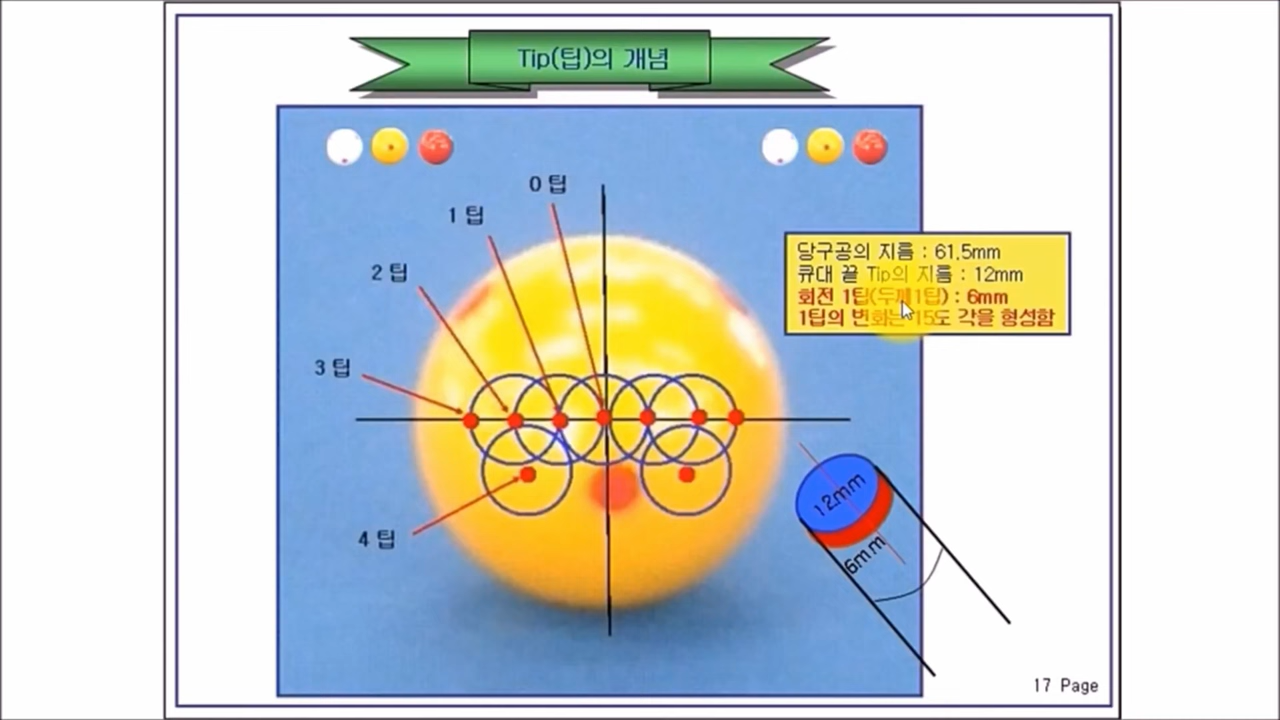 Tip(팁)의 개념
0 팁
1 팁
2 팁
3 팁
4 팁
당구공의 지름 : 61.5mm
큐대 끝 Tip의 지름 : 12mm
회전 1팁(두께1팁) : 6mm
1팁의 변화는 15도 각을 형성함
12mm
6mm
17 Page